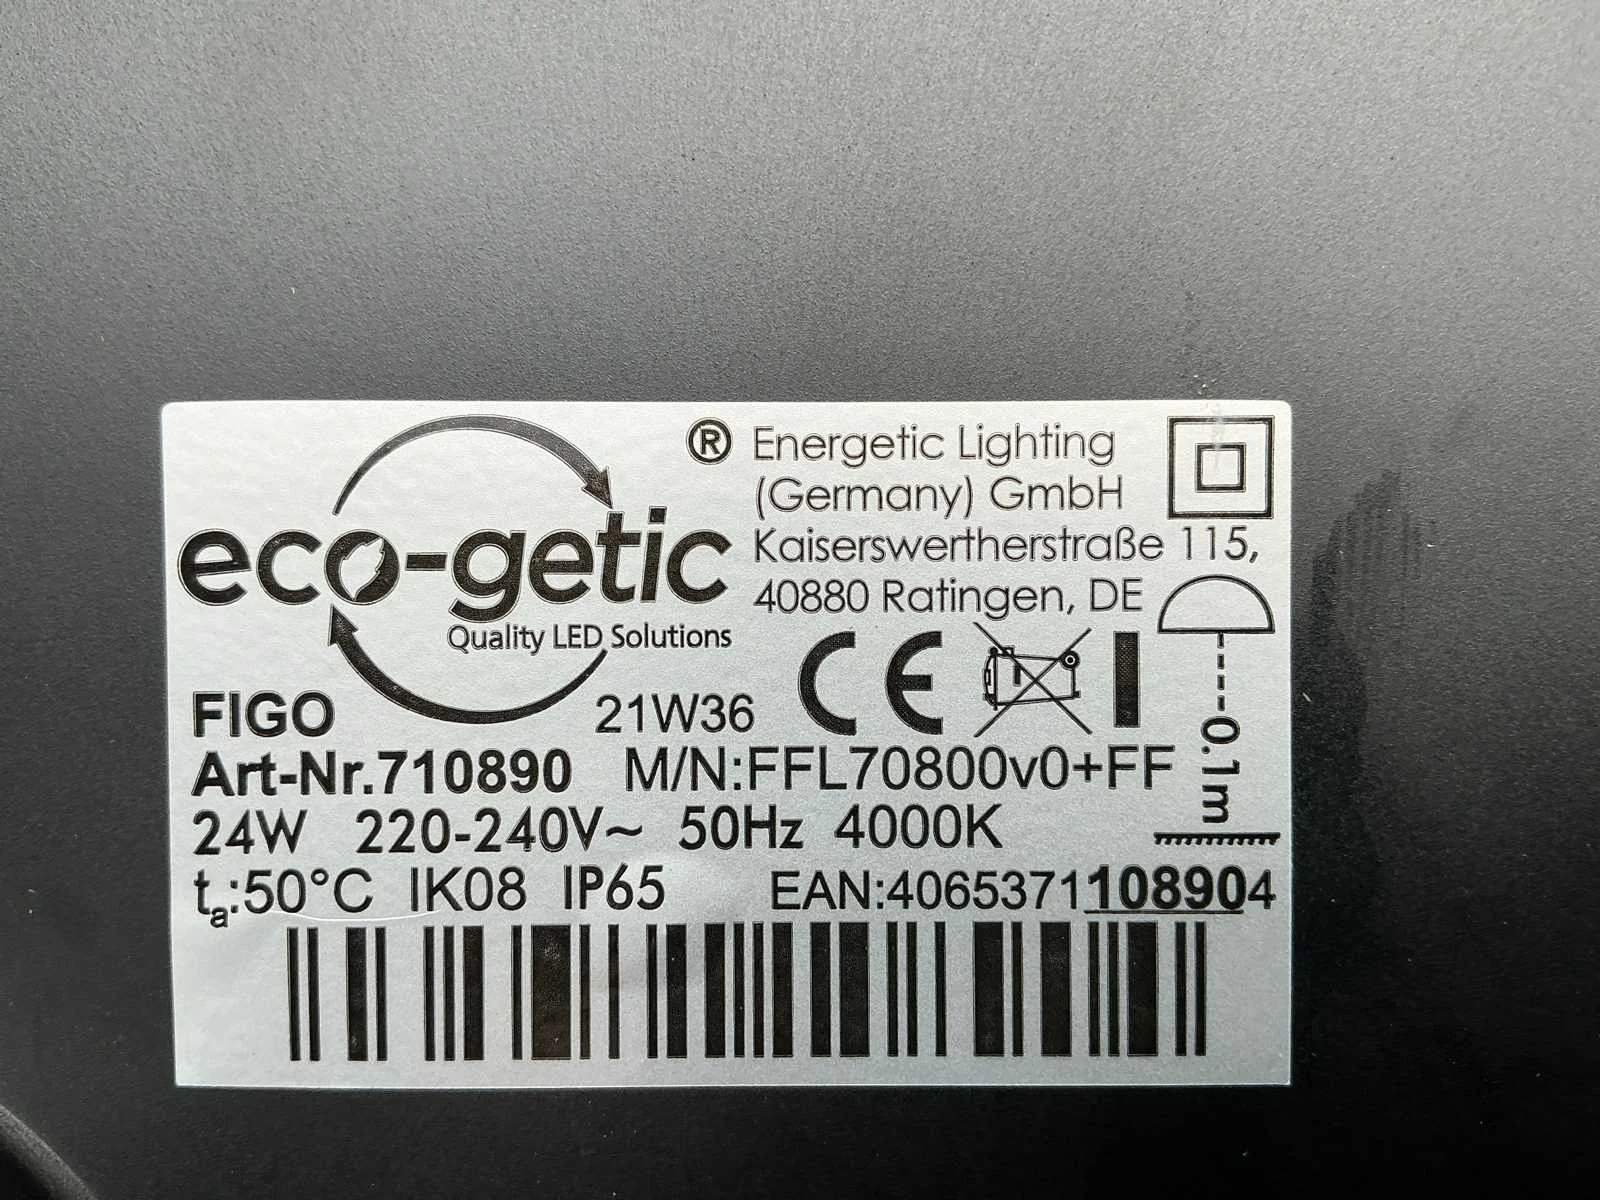 eco-getic®
Quality LED Solutions
Energetic Lighting
(Germany) GmbH
Kaiserswertherstraße 115,
40880 Ratingen, DE
CE
0.1m
FIGO 21W36
Art-Nr.710890 M/N:FFL70800v0+FF
24W 220-240V~ 50Hz 4000K
ta:50°C IK08 IP65 EAN:4065371108904